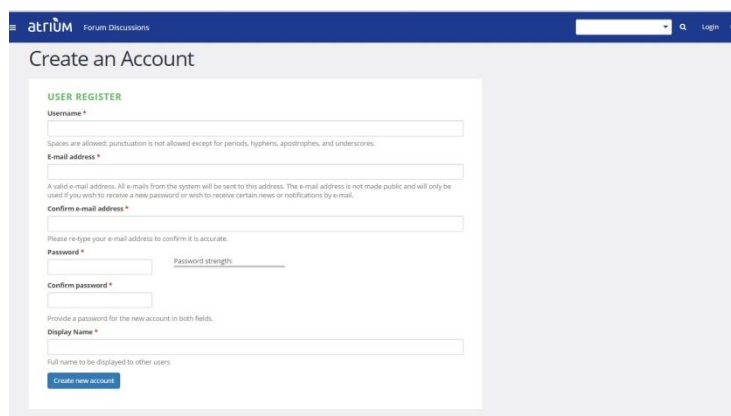 atrium Forum Discussions
Login
Create an Account
USER REGISTER
Username *
Spaces are allowed; punctuation is not allowed except for periods, hyphens, apostrophes, and underscores.
E-mail address *
A valid e-mail address. All e-mails from the system will be sent to this address. The e-mail address is not made public and will only be
used if you wish to receive a new password or wish to receive certain news or notifications by e-mail.
Confirm e-mail address *
Please re-type your e-mail address to confirm it is accurate.
Password *
Password strength:
Confirm password *
Provide a password for the new account in both fields.
Display Name *
Full name to be displayed to other users
Create new account